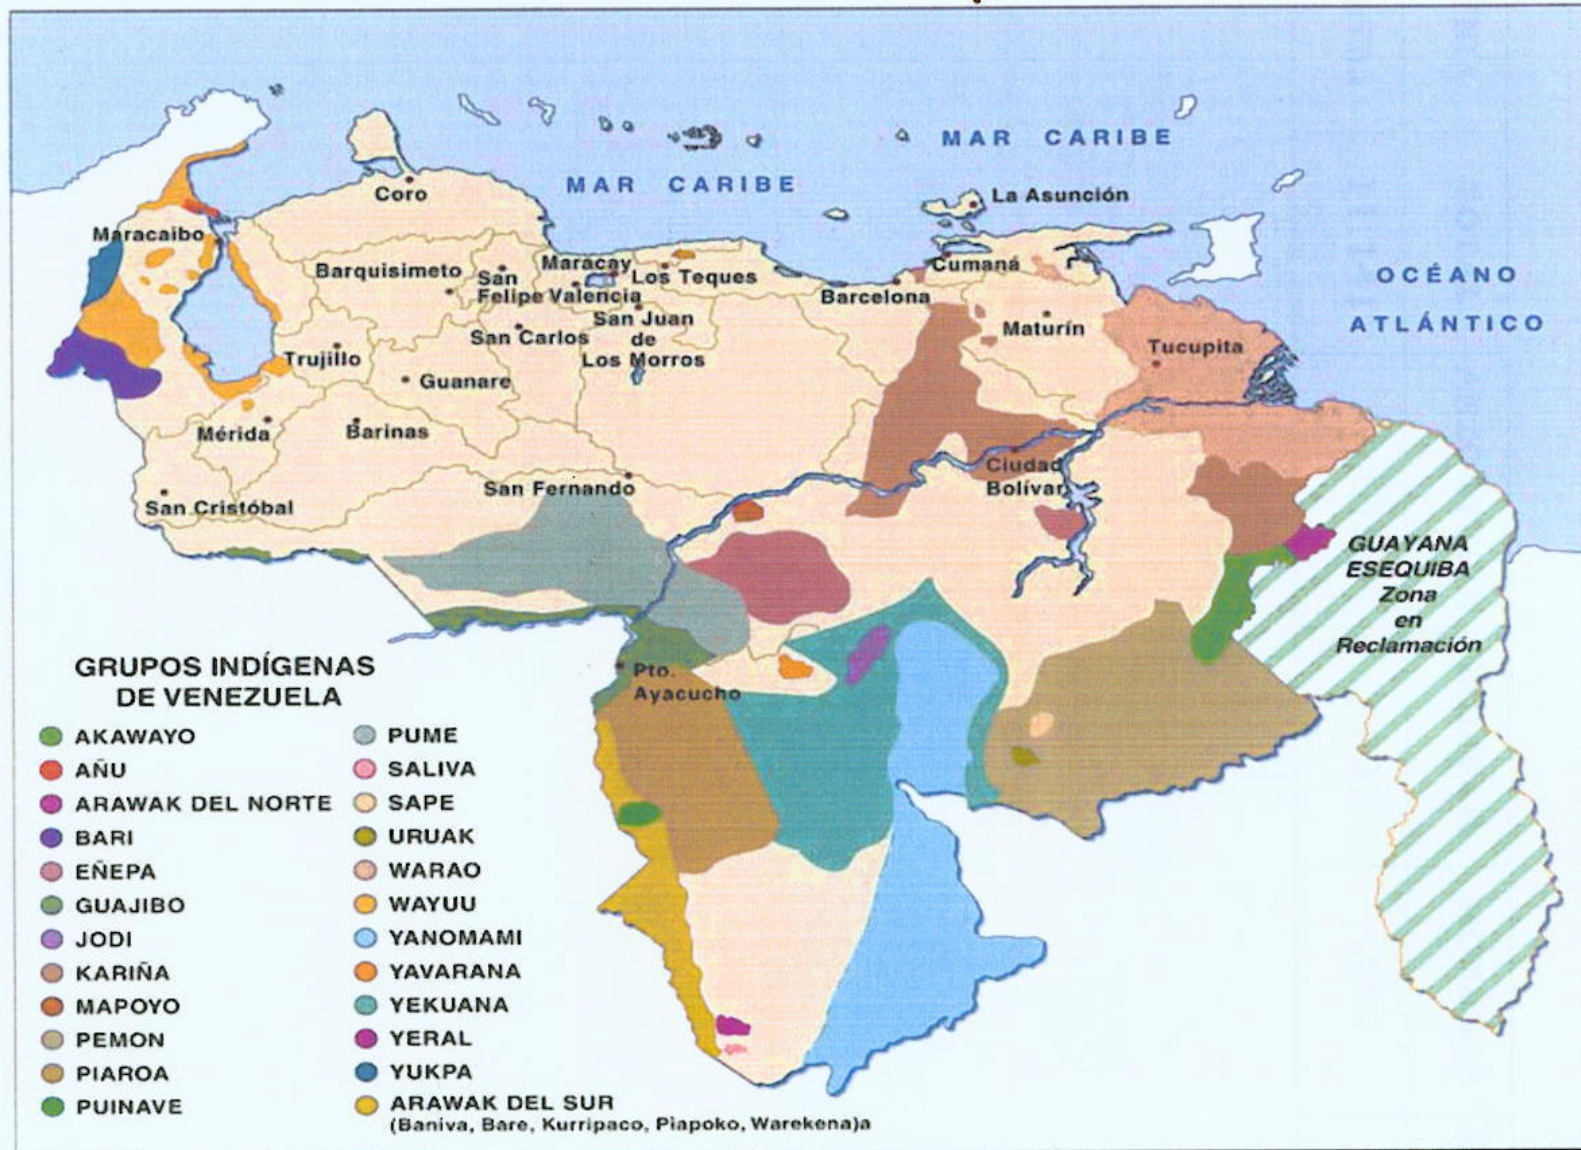 MAR CARIBE
MAR CARIBE
La Asunción
Coro
OCÉANO
ATLÁNTICO
Maracaibo
Barquisimeto
San
Felipe
Maracay
Los Teques
Valencia
Barcelona
Cumaná
San Juan
de
Los Morros
San Carlos
Maturín
Tucupita
Trujillo
Guanare
Mérida
Barinas
San Cristóbal
San Fernando
Ciudad
Bolívar
GUAYANA
ESEQUIBA
Zona
en
Reclamación
Pto.
Ayacucho
GRUPOS INDÍGENAS
DE VENEZUELA
AKAWAYO
AÑU
ARAWAK DEL NORTE
BARI
EÑEPA
GUAJIBO
JODI
KARIÑA
MAPOYO
PEMON
PIAROA
PUINAVE
PUME
SALIVA
SAPE
URUAK
WARAO
WAYUU
YANOMAMI
YAVARANA
YEKUANA
YERAL
YUKPA
ARAWAK DEL SUR
(Baniva, Bare, Kurripaco, Piapoko, Warekena)a